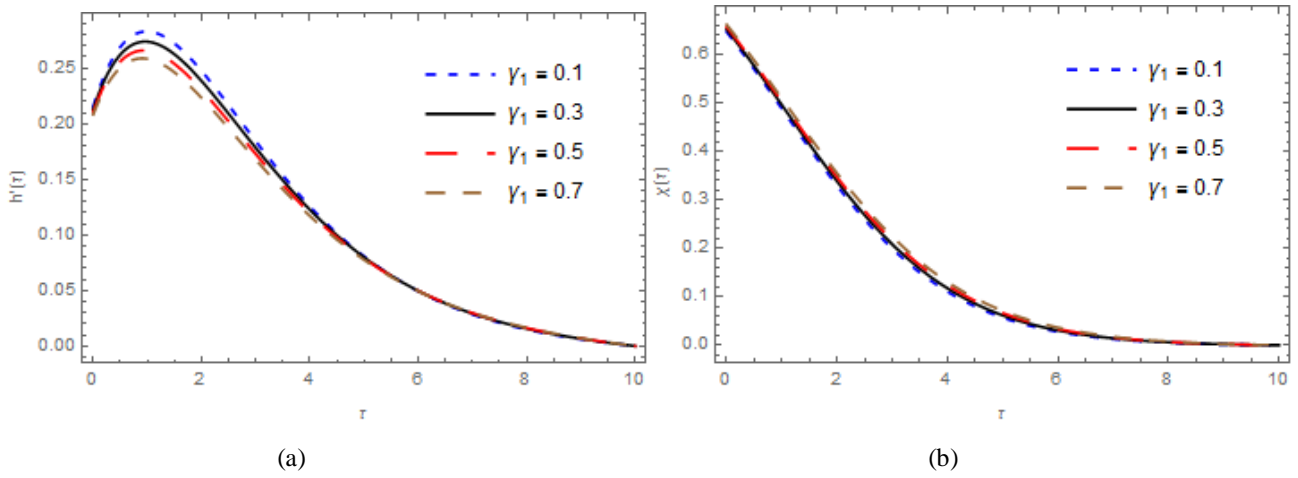 0.25
0.20
0.15
0.10
0.05
0.00
h'(τ)
γ₁ = 0.1
γ₁ = 0.3
γ₁ = 0.5
γ₁ = 0.7
0 2 4 6 8 10
τ
(a)
0.6
0.5
0.4
0.3
0.2
0.1
0.0
χ(τ)
γ₁ = 0.1
γ₁ = 0.3
γ₁ = 0.5
γ₁ = 0.7
0 2 4 6 8 10
τ
(b)